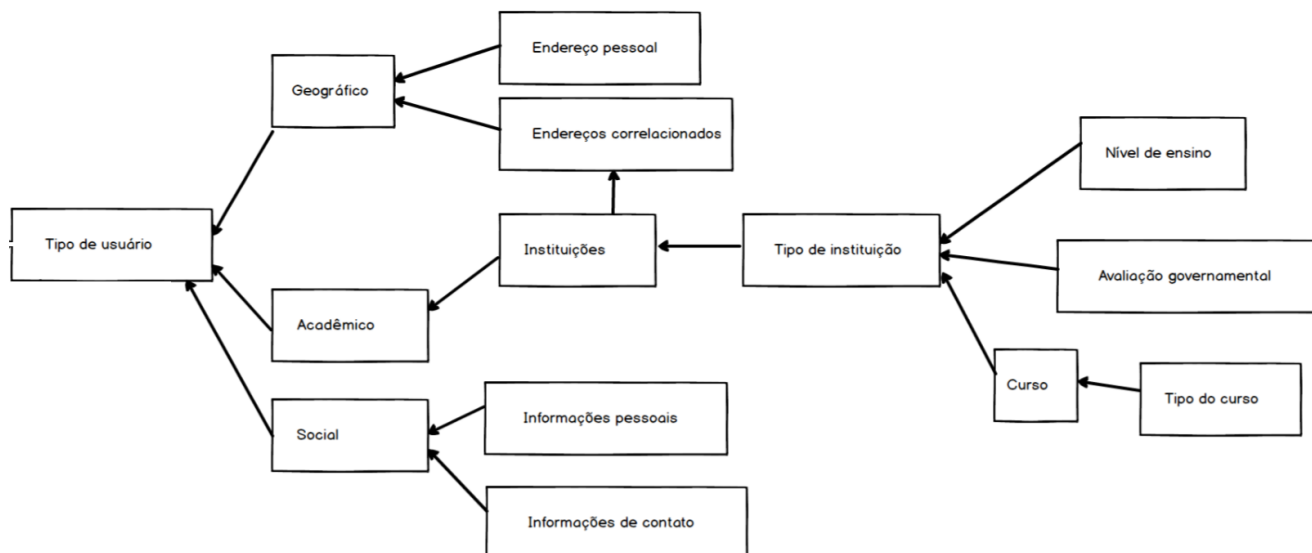 Endereço pessoal
Geográfico
Endereços correlacionados
Nível de ensino
Tipo de usuário
Instituições
Tipo de instituição
Avaliação governamental
Acadêmico
Curso
Tipo do curso
Social
Informações pessoais
Informações de contato